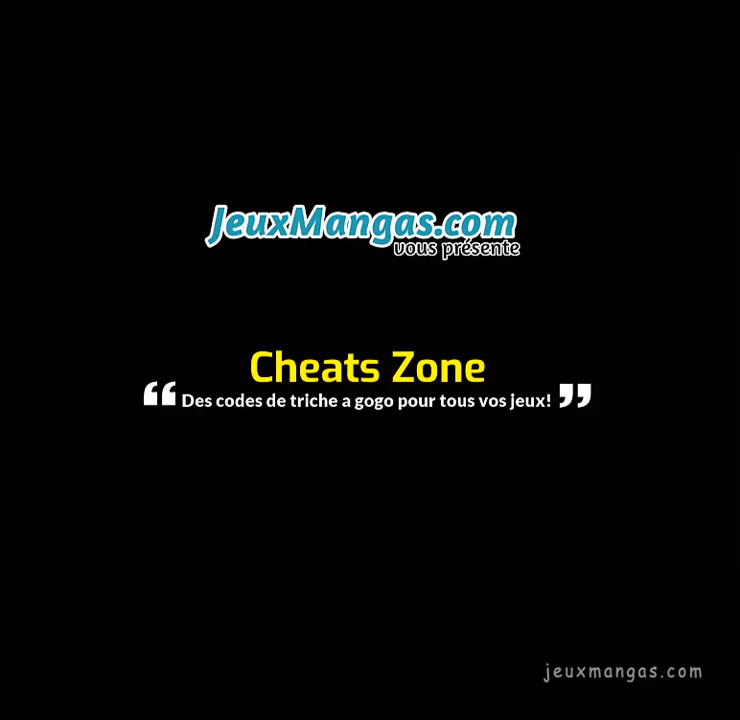 JeuxMangas.com
vous présente
Cheats Zone
“ Des codes de triche a gogo pour tous vos jeux! ”
jeuxmangas.com